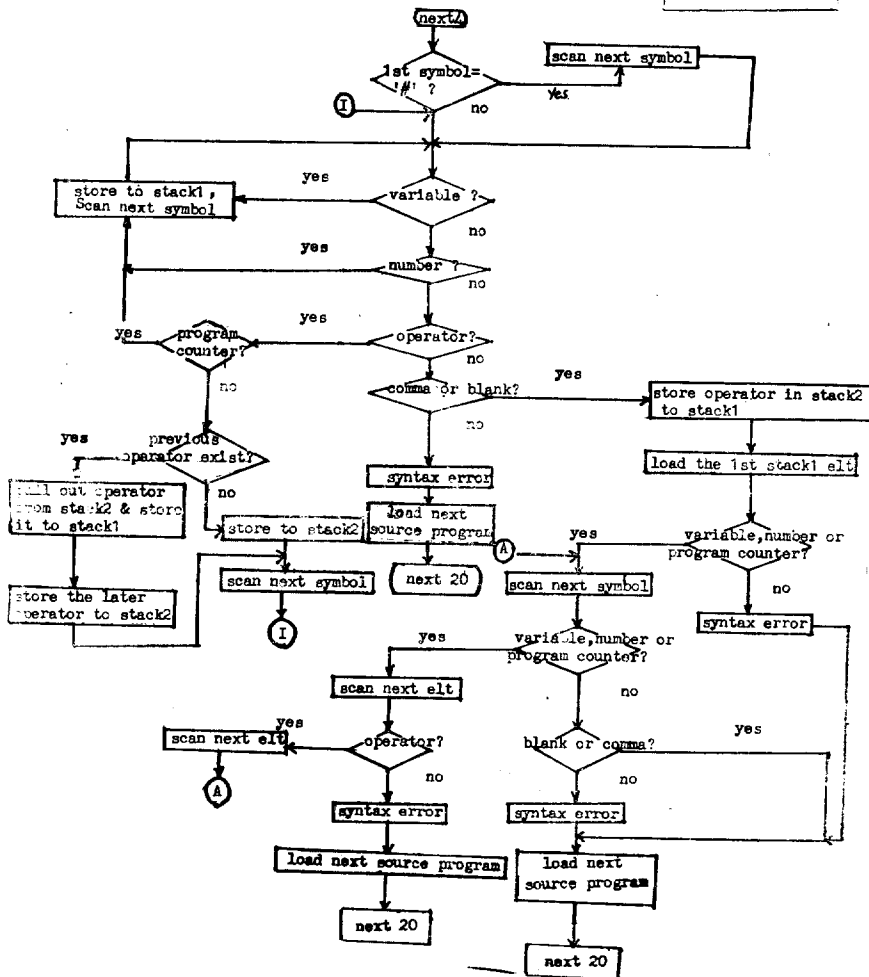 next4
1st symbol=
'#' ?
scan next symbol
yes
no
I
variable ?
yes
no
store to stack1,
Scan next symbol
number ?
yes
no
operator?
yes
no
program
counter?
yes
no
comma or blank?
yes
no
store operator in stack2
to stack1
load the 1st stack1 elt
previous
operator exist?
yes
no
out operator
from stack2 & store
it to stack1
store the later
operator to stack2
store to stack2
scan next symbol
I
syntax error
load next
source program
next 20
variable,number or
program counter?
yes
no
syntax error
A
scan next symbol
variable,number or
program counter?
yes
no
scan next elt
operator?
yes
no
scan next elt
A
blank or comma?
yes
no
syntax error
load next source program
next 20
syntax error
load next
source program
next 20